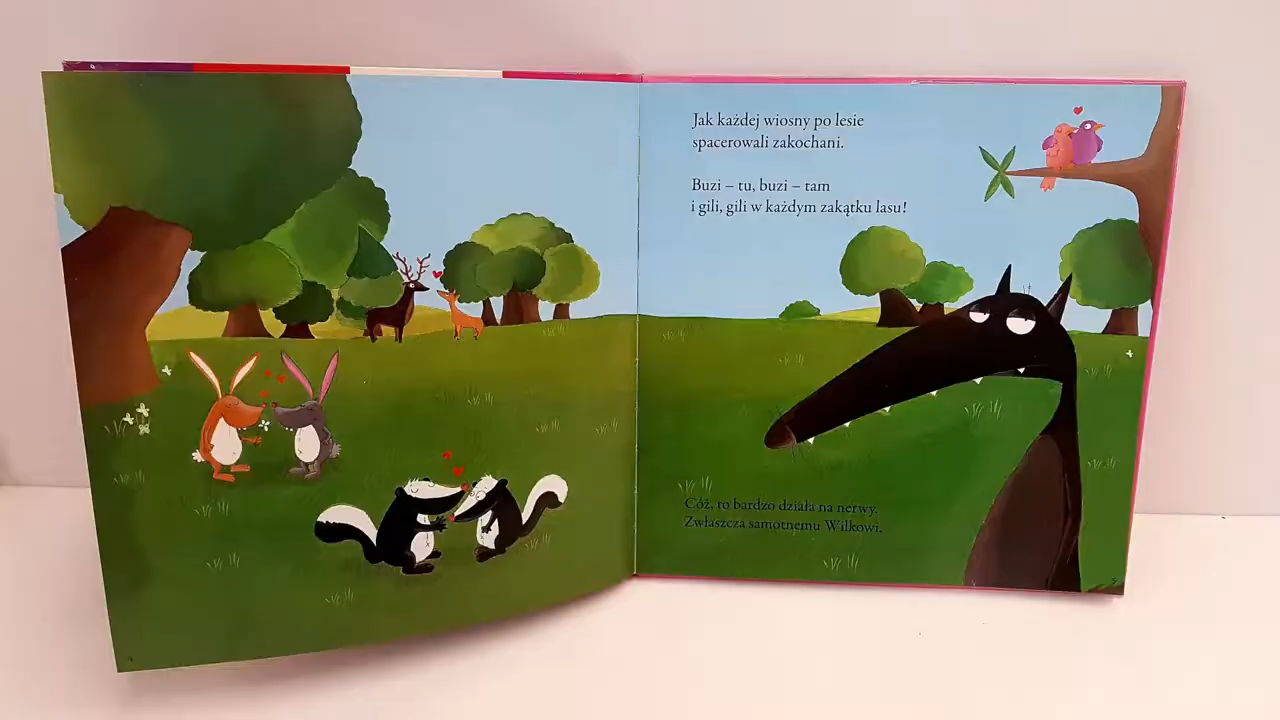 Jak każdej wiosny po lesie
spacerowali zakochani.
Buzi – tu, buzi – tam
i gili, gili w każdym zakątku lasu!
Cóż, to bardzo działa na nerwy.
Zwłaszcza samotnemu Wilkowi.
5